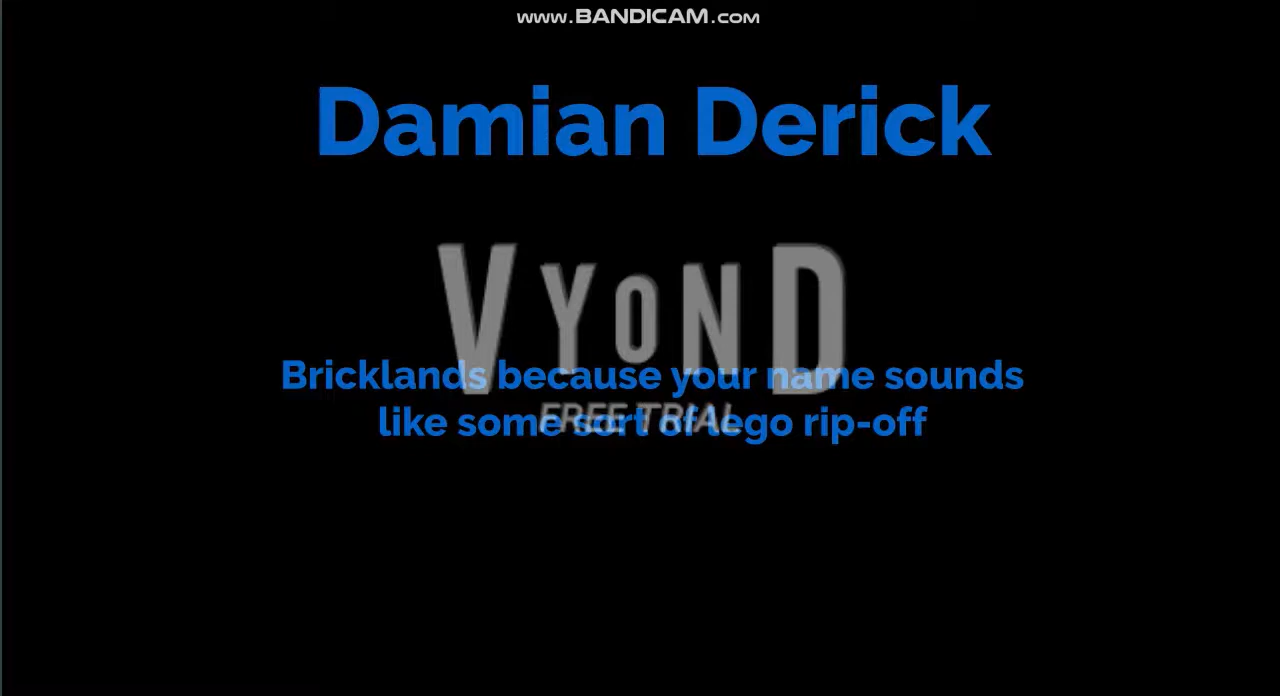 www.BANDICAM.com
Damian Derick
VYOND
Bricklands because your name sounds
FREE TRIAL
like some sort of lego rip-off